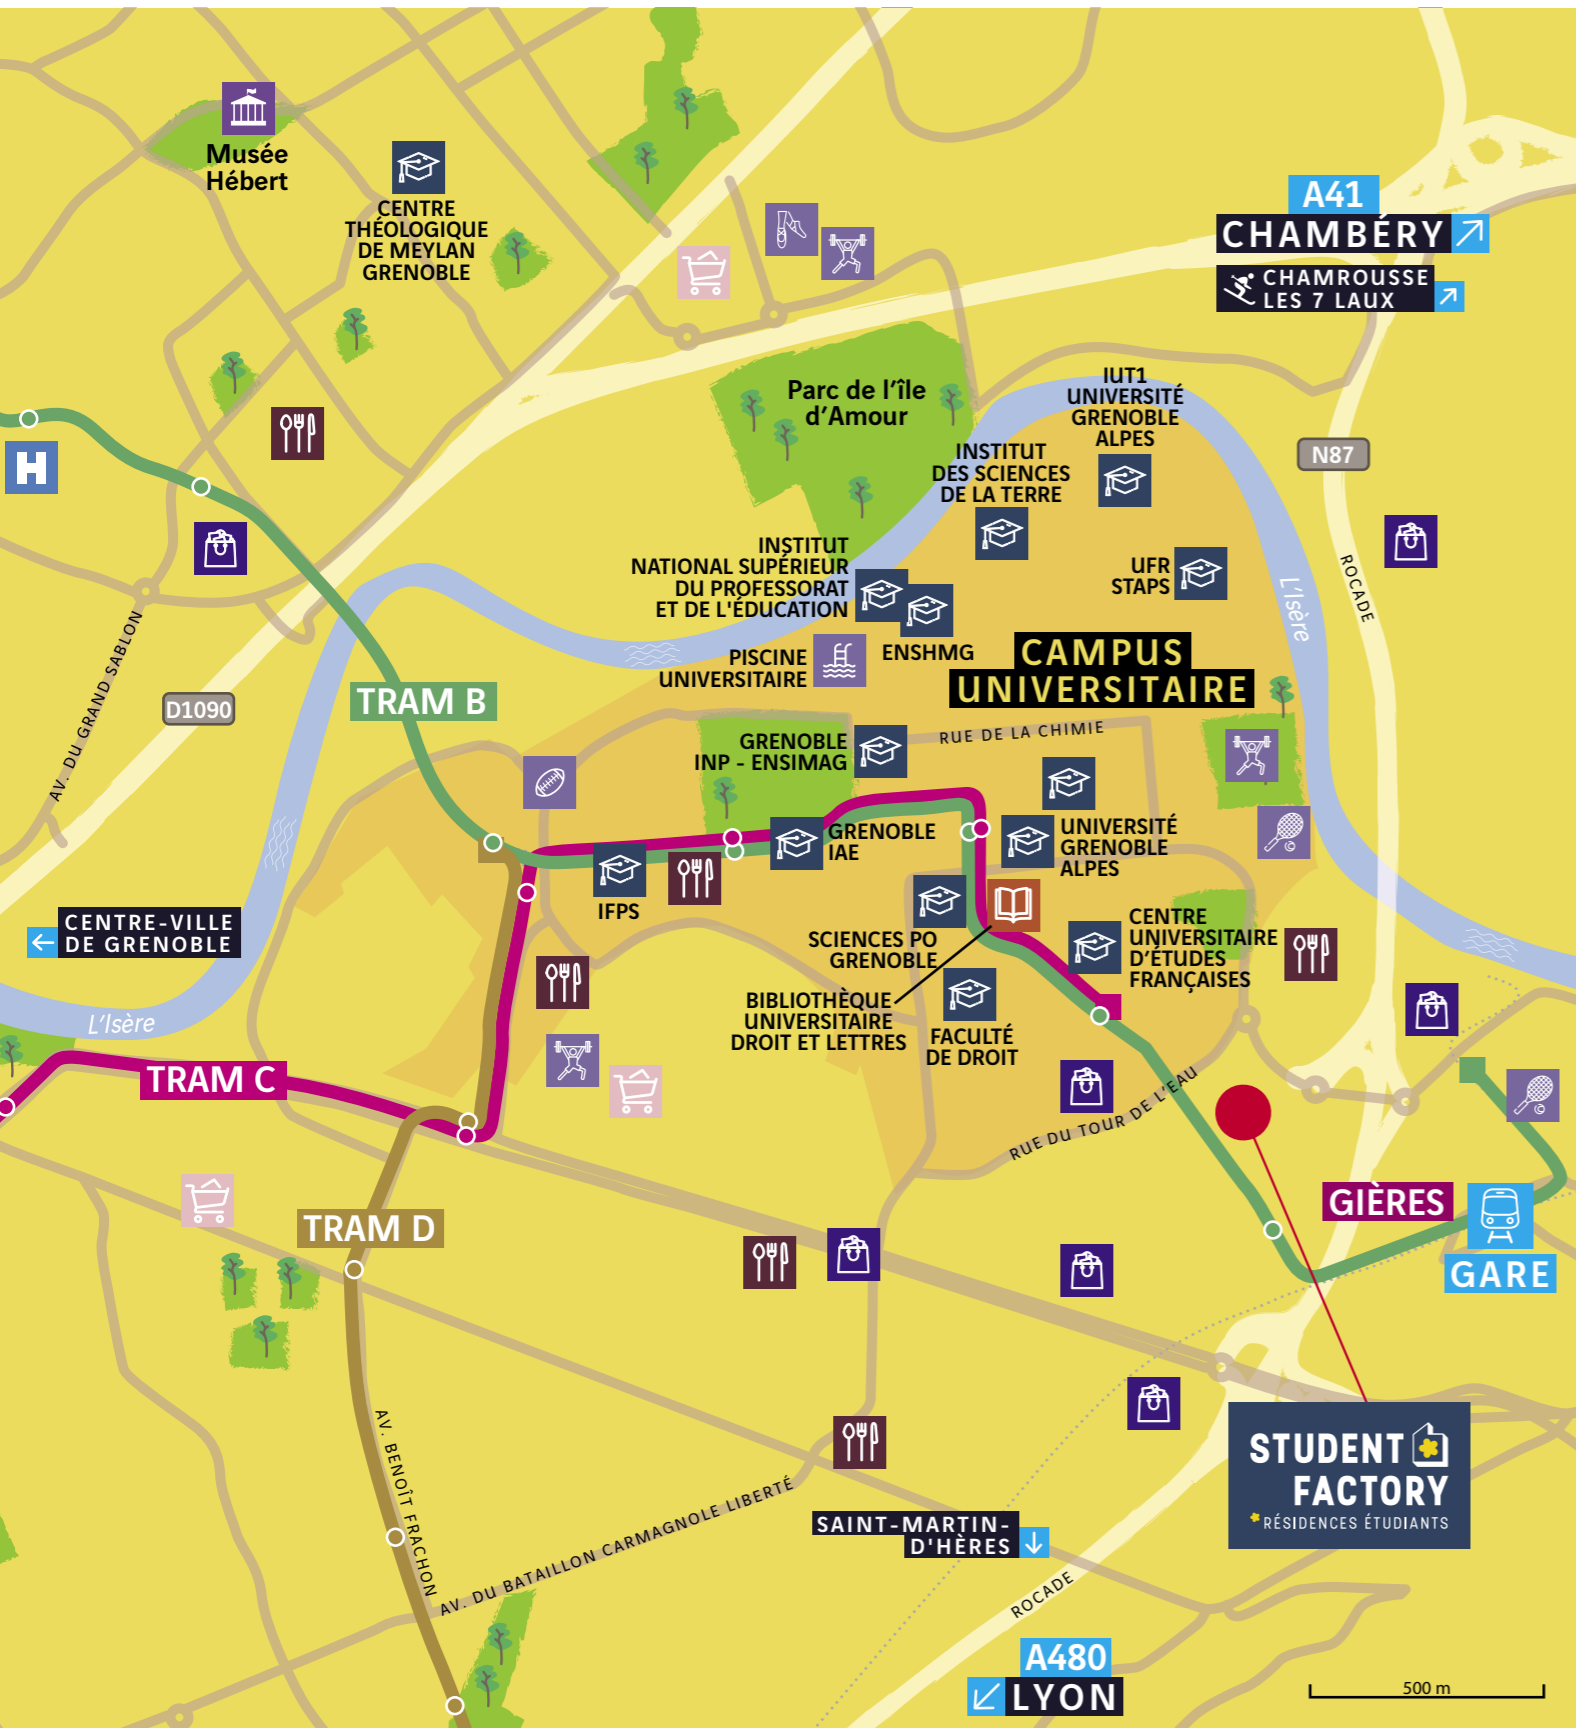 Musée
Hébert
CENTRE
THÉOLOGIQUE
DE MEYLAN
GRENOBLE
A41
CHAMBÉRY
CHAMROUSSE
LES 7 LAUX
Parc de l'île
d'Amour
IUT1
UNIVERSITÉ
GRENOBLE
ALPES
N87
INSTITUT
DES SCIENCES
DE LA TERRE
H
INSTITUT
NATIONAL SUPÉRIEUR
DU PROFESSORAT
ET DE L'ÉDUCATION
UFR
STAPS
ROCADE
L'Isère
ENSHMG
PISCINE
UNIVERSITAIRE
CAMPUS
UNIVERSITAIRE
AV. DU GRAND SABLON
D1090
TRAM B
GRENOBLE
INP - ENSIMAG
RUE DE LA CHIMIE
GRENOBLE
IAE
UNIVERSITÉ
GRENOBLE
ALPES
IFPS
CENTRE-VILLE
DE GRENOBLE
SCIENCES PO
GRENOBLE
CENTRE
UNIVERSITAIRE
D'ÉTUDES
FRANÇAISES
BIBLIOTHÈQUE
UNIVERSITAIRE
DROIT ET LETTRES
FACULTÉ
DE DROIT
L'Isère
TRAM C
RUE DU TOUR DE L'EAU
GIÈRES
GARE
TRAM D
AV. BENOÎT FRACHON
AV. DU BATAILLON CARMAGNOLE LIBERTÉ
STUDENT
FACTORY
RÉSIDENCES ÉTUDIANTS
SAINT-MARTIN-
D'HÈRES
ROCADE
A480
LYON
500 m